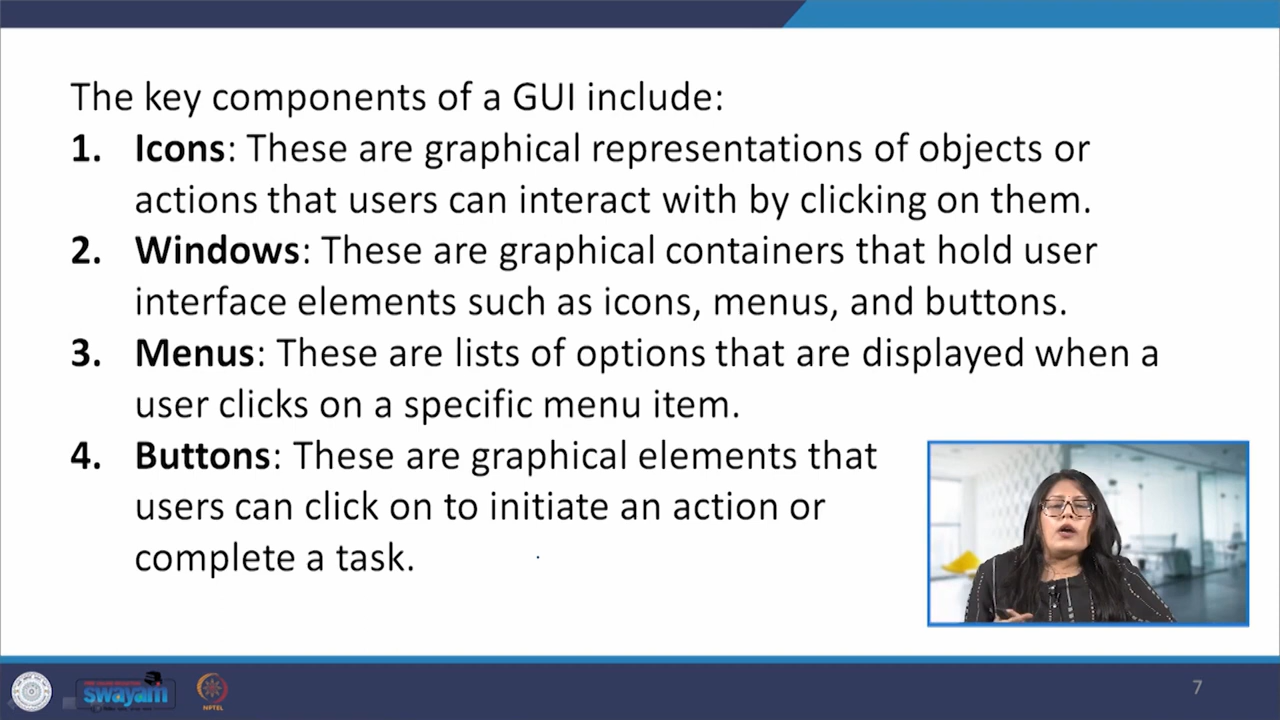 The key components of a GUI include:
1. Icons: These are graphical representations of objects or
actions that users can interact with by clicking on them.
2. Windows: These are graphical containers that hold user
interface elements such as icons, menus, and buttons.
3. Menus: These are lists of options that are displayed when a
user clicks on a specific menu item.
4. Buttons: These are graphical elements that
users can click on to initiate an action or
complete a task.
swayam
NPTEL
7